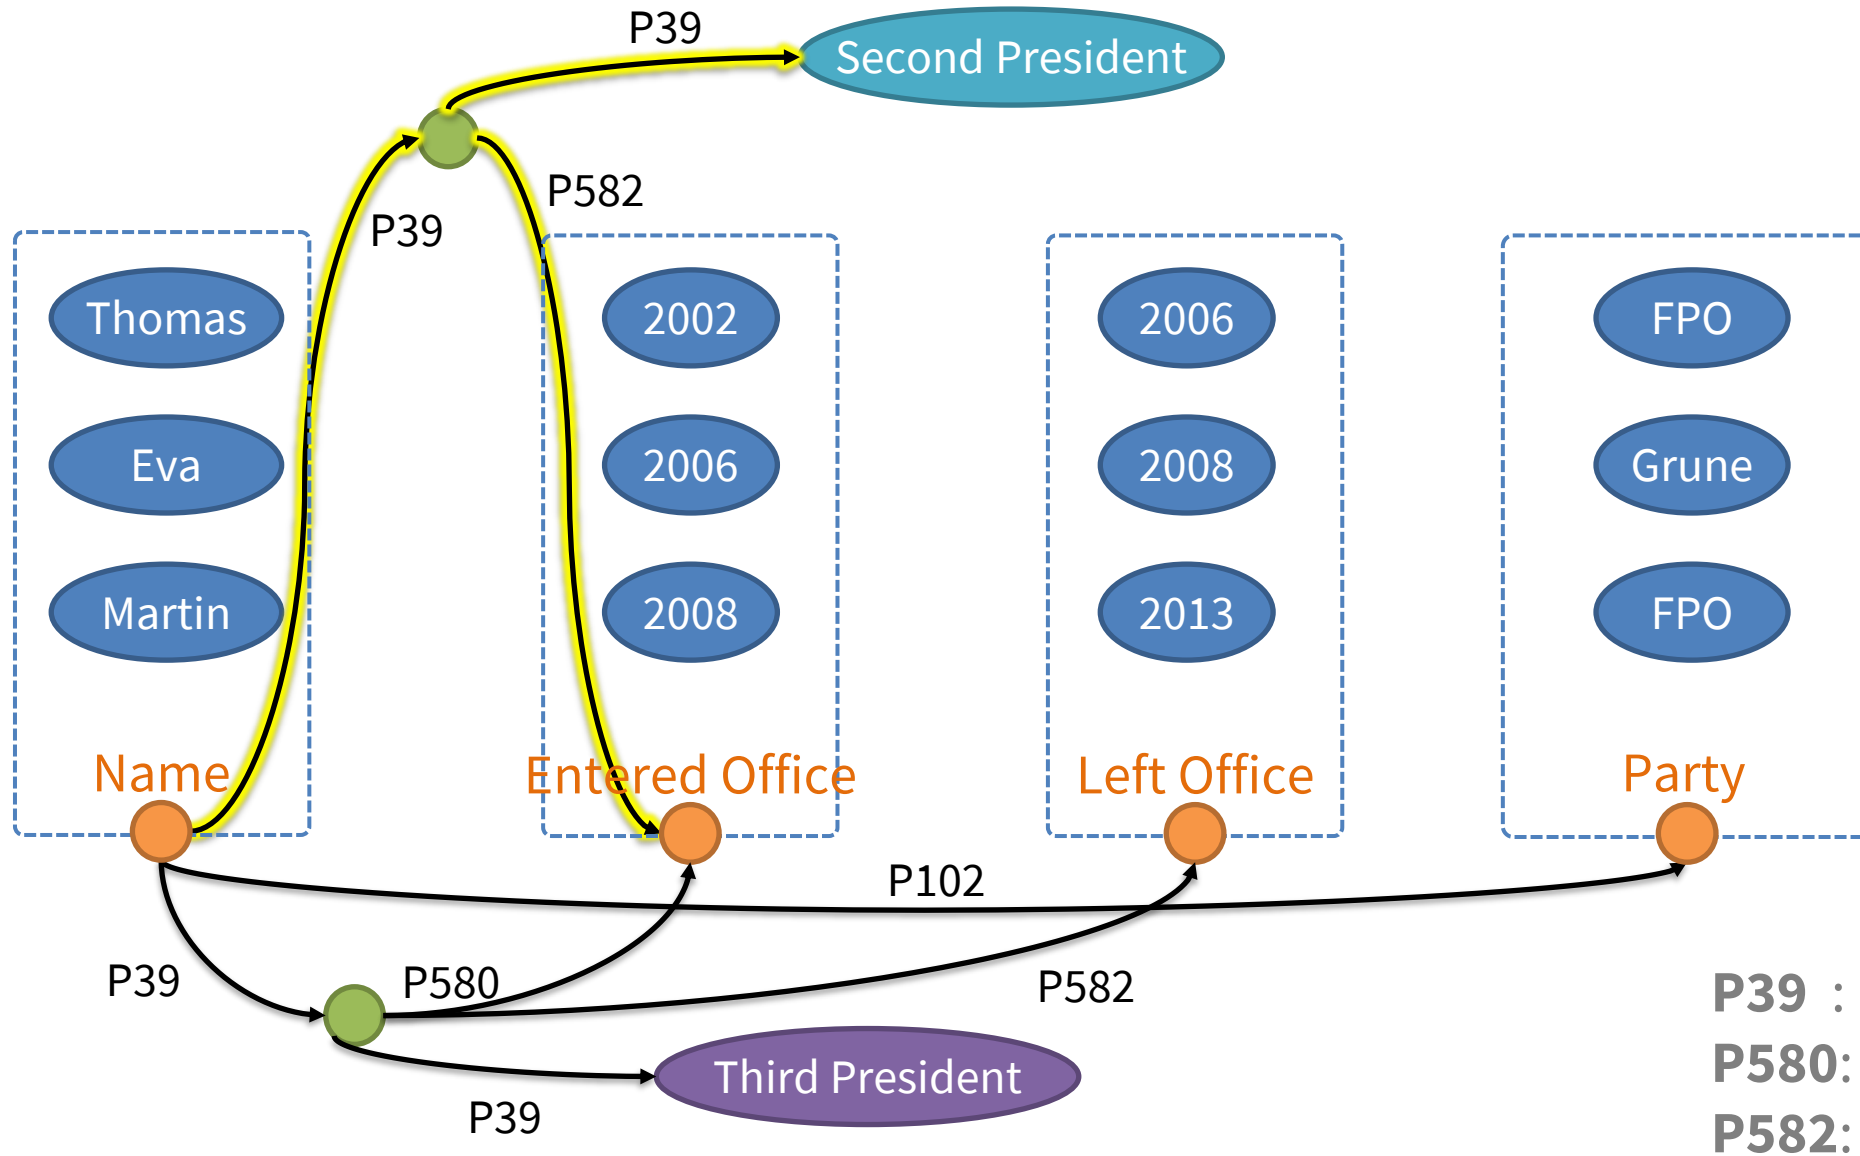 P39
Second President
P582
P39
Thomas
2002
2006
FPO
Eva
2006
2008
Grune
Martin
2008
2013
FPO
Name
Entered Office
Left Office
Party
P102
P39
P580
P582
P39 :
Third President
P580:
P39
P582: